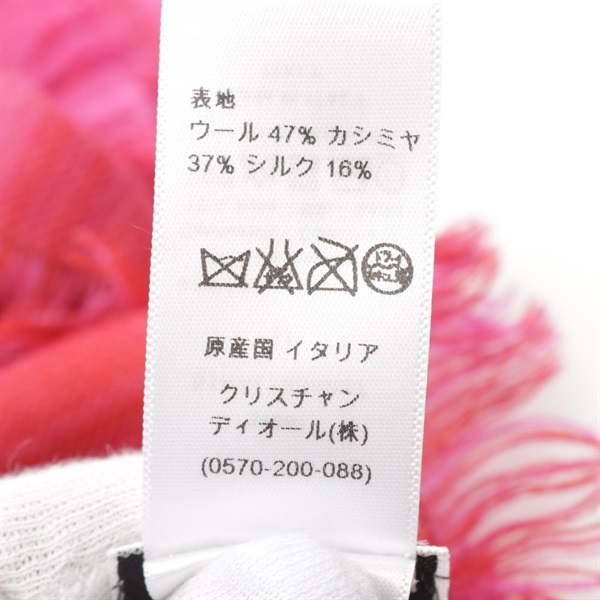 表地
ウール 47% カシミヤ
37% シルク 16%
原産国 イタリア
クリスチャン
ディオール(株)
(0570-200-088)